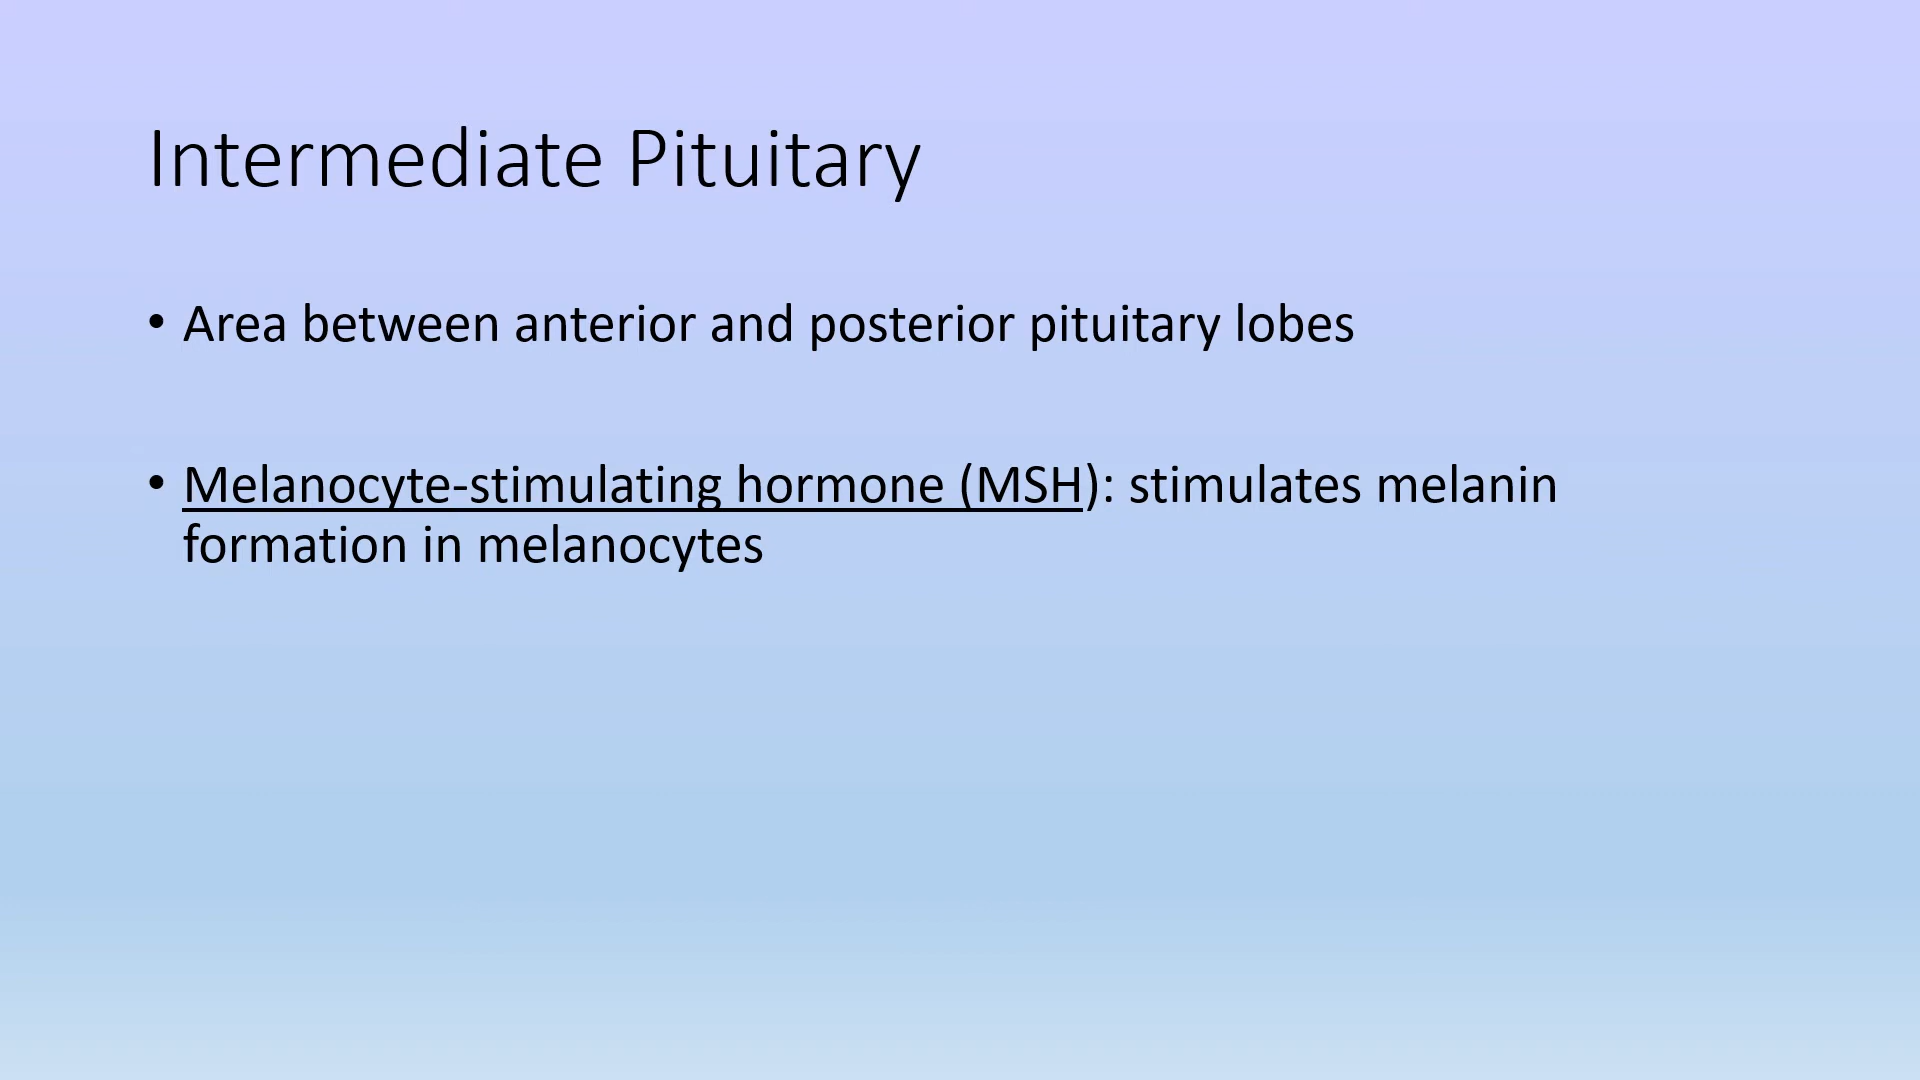 Intermediate Pituitary
• Area between anterior and posterior pituitary lobes
• Melanocyte-stimulating hormone (MSH): stimulates melanin
formation in melanocytes